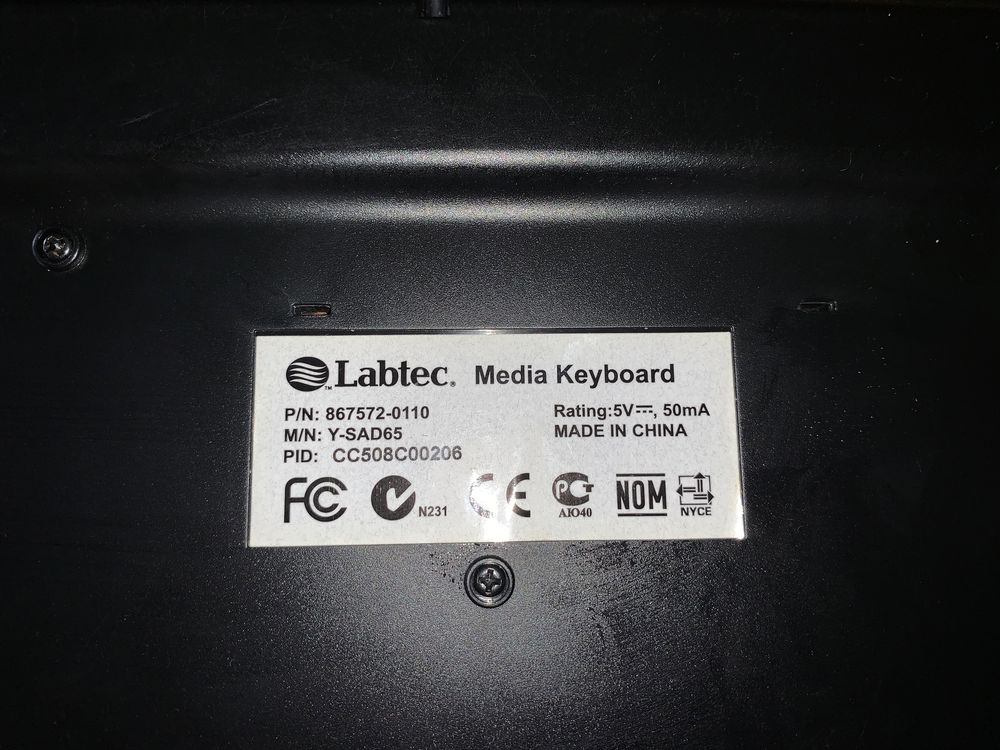 Labtec™. Media Keyboard
P/N: 867572-0110
Rating:5V⎓, 50mA
M/N: Y-SAD65
MADE IN CHINA
PID: CC508C00206
FC N231 CE PCT AIO40 NOM NYCE